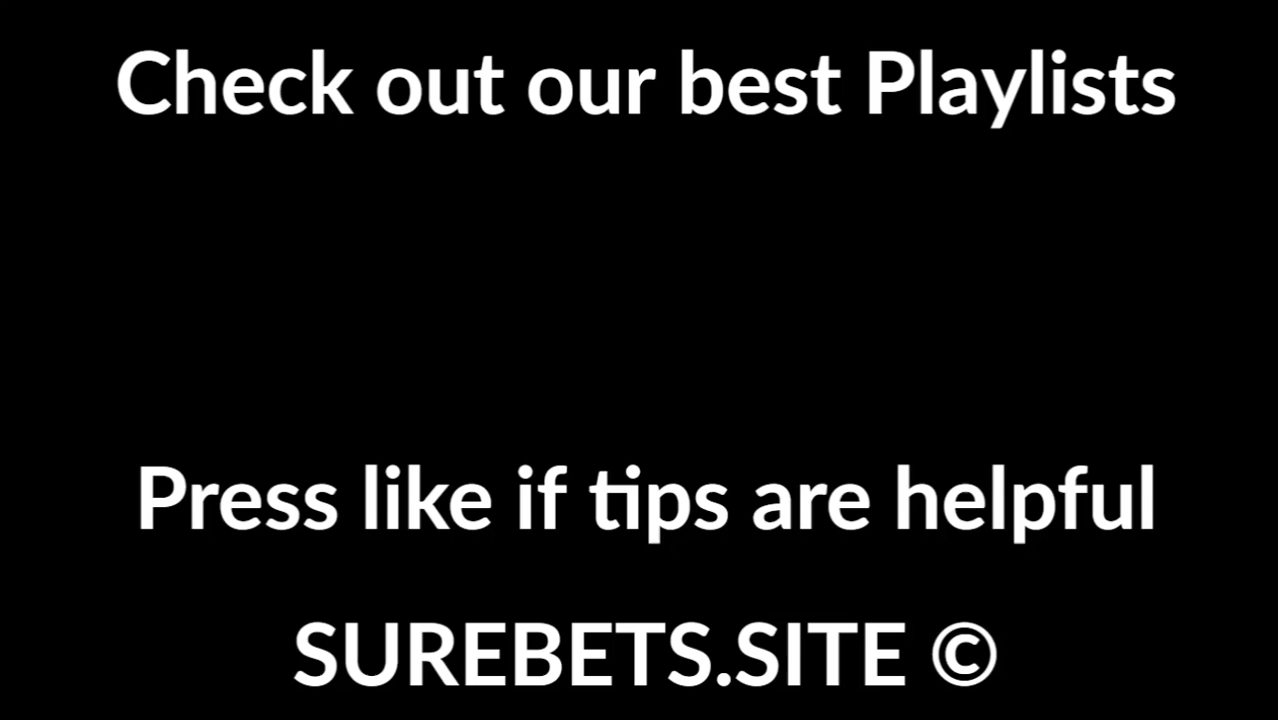 Check out our best Playlists
Press like if tips are helpful
SUREBETS.SITE ©